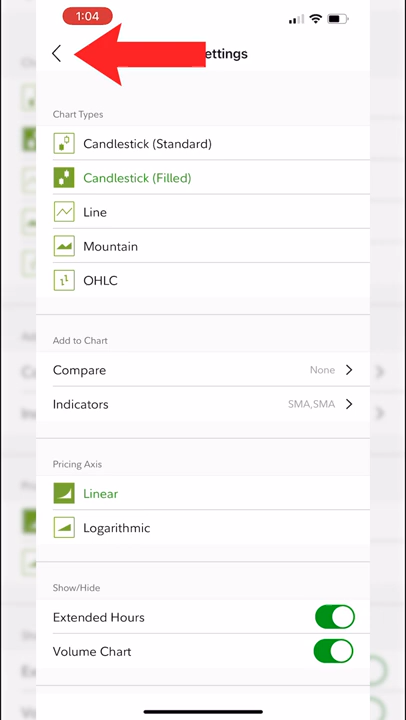 1:04
ettings
Chart Types
Candlestick (Standard)
Candlestick (Filled)
Line
Mountain
OHLC
Add to Chart
Compare None
Indicators SMA,SMA
Pricing Axis
Linear
Logarithmic
Show/Hide
Extended Hours
Volume Chart